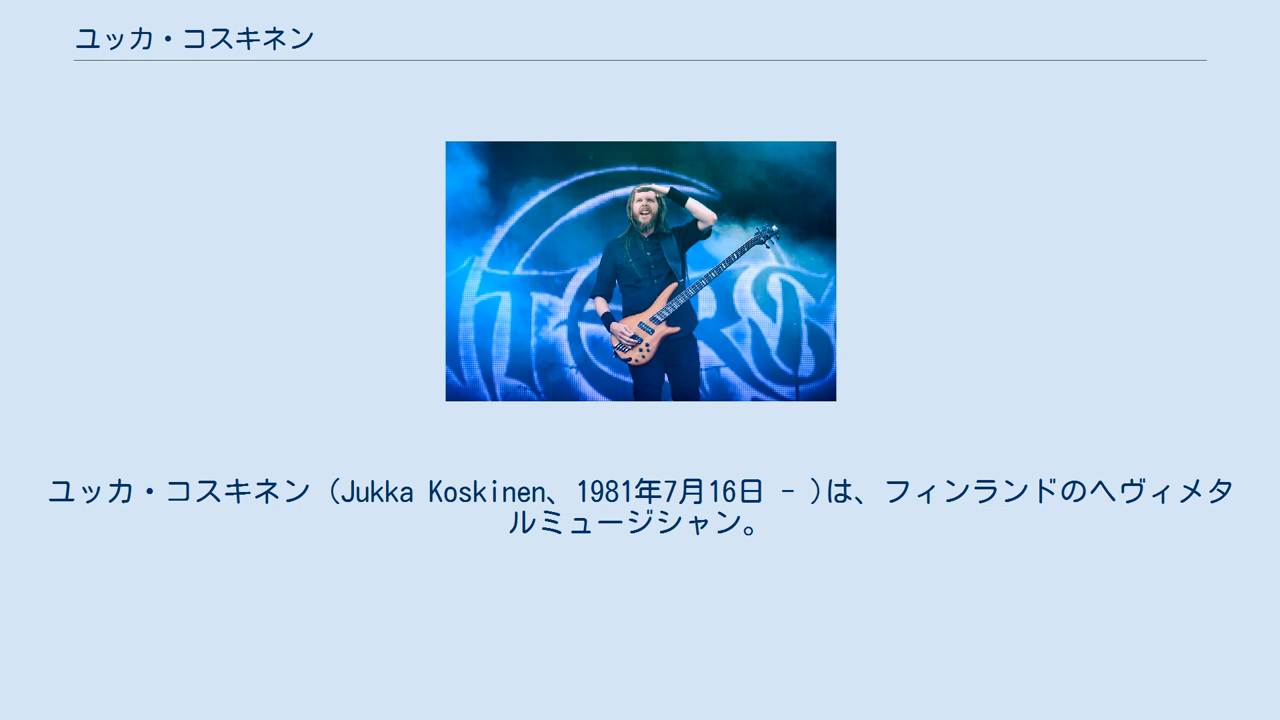 ユッカ・コスキネン
ユッカ・コスキネン (Jukka Koskinen、1981年7月16日 - )は、フィンランドのヘヴィメタ
ルミュージシャン。